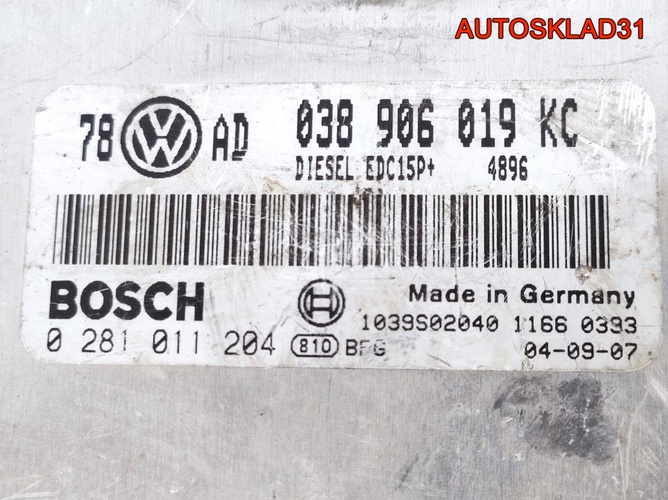 AUTOSKLAD31
78 VW AD 038 906 019 KC
DIESEL EDC15P+ 4896
BOSCH Made in Germany
1039S02040 1166 0393
0 281 011 204 810 BFG 04-09-07